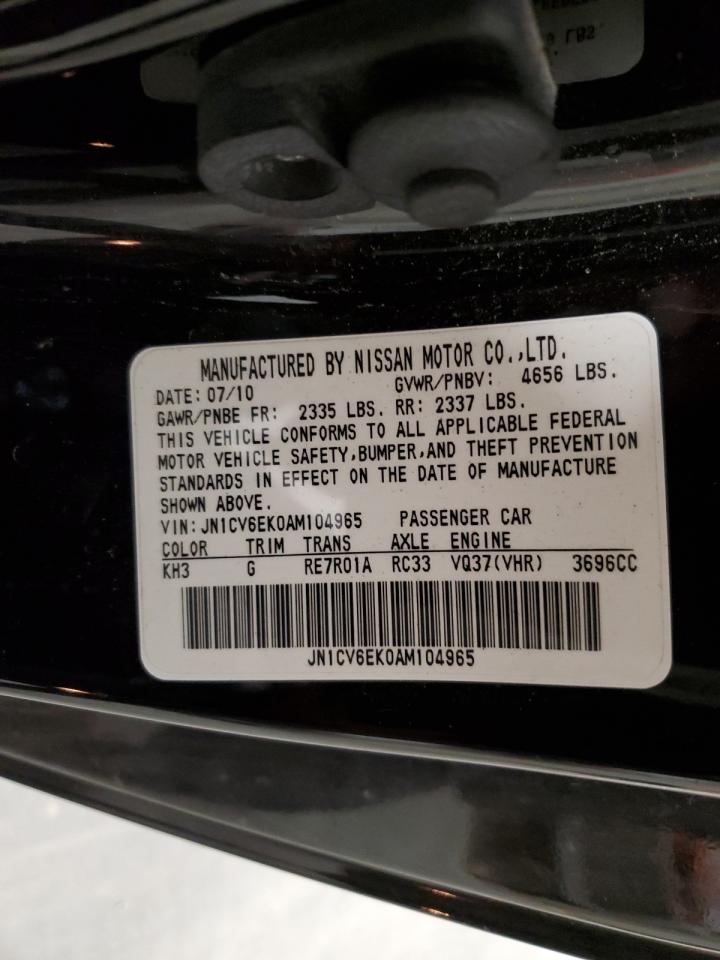 MANUFACTURED BY NISSAN MOTOR CO.,LTD.
DATE: 07/10 GVWR/PNBV: 4656 LBS.
GAWR/PNBE FR: 2335 LBS. RR: 2337 LBS.
THIS VEHICLE CONFORMS TO ALL APPLICABLE FEDERAL
MOTOR VEHICLE SAFETY,BUMPER,AND THEFT PREVENTION
STANDARDS IN EFFECT ON THE DATE OF MANUFACTURE
SHOWN ABOVE.
VIN: JN1CV6EK0AM104965 PASSENGER CAR
COLOR TRIM TRANS AXLE ENGINE
KH3 G RE7R01A RC33 VQ37(VHR) 3696CC
JN1CV6EK0AM104965